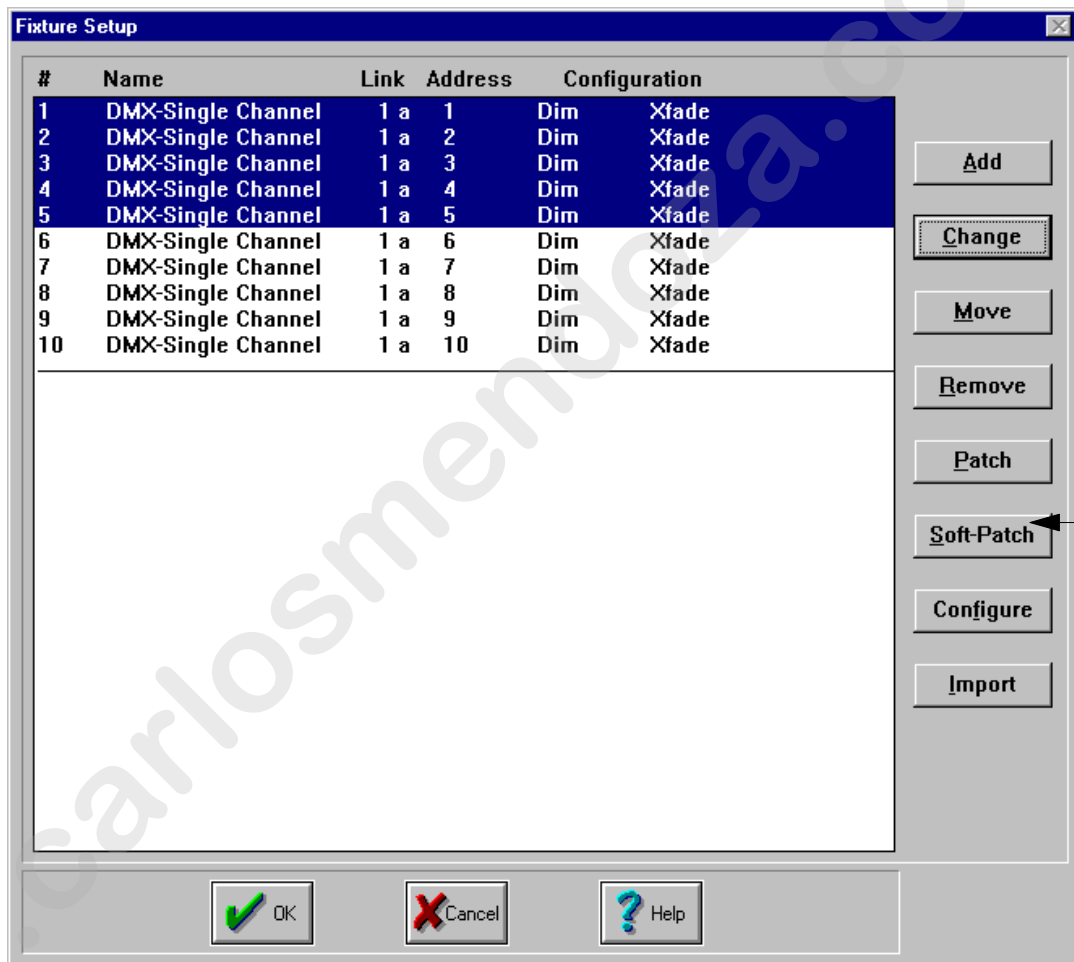 Fixture Setup
# Name Link Address Configuration
1 DMX-Single Channel 1 a 1 Dim Xfade
2 DMX-Single Channel 1 a 2 Dim Xfade
3 DMX-Single Channel 1 a 3 Dim Xfade
4 DMX-Single Channel 1 a 4 Dim Xfade
5 DMX-Single Channel 1 a 5 Dim Xfade
6 DMX-Single Channel 1 a 6 Dim Xfade
7 DMX-Single Channel 1 a 7 Dim Xfade
8 DMX-Single Channel 1 a 8 Dim Xfade
9 DMX-Single Channel 1 a 9 Dim Xfade
10 DMX-Single Channel 1 a 10 Dim Xfade
Add
Change
Move
Remove
Patch
Soft-Patch
Configure
Import
OK
Cancel
Help
.carlosmendoza.co